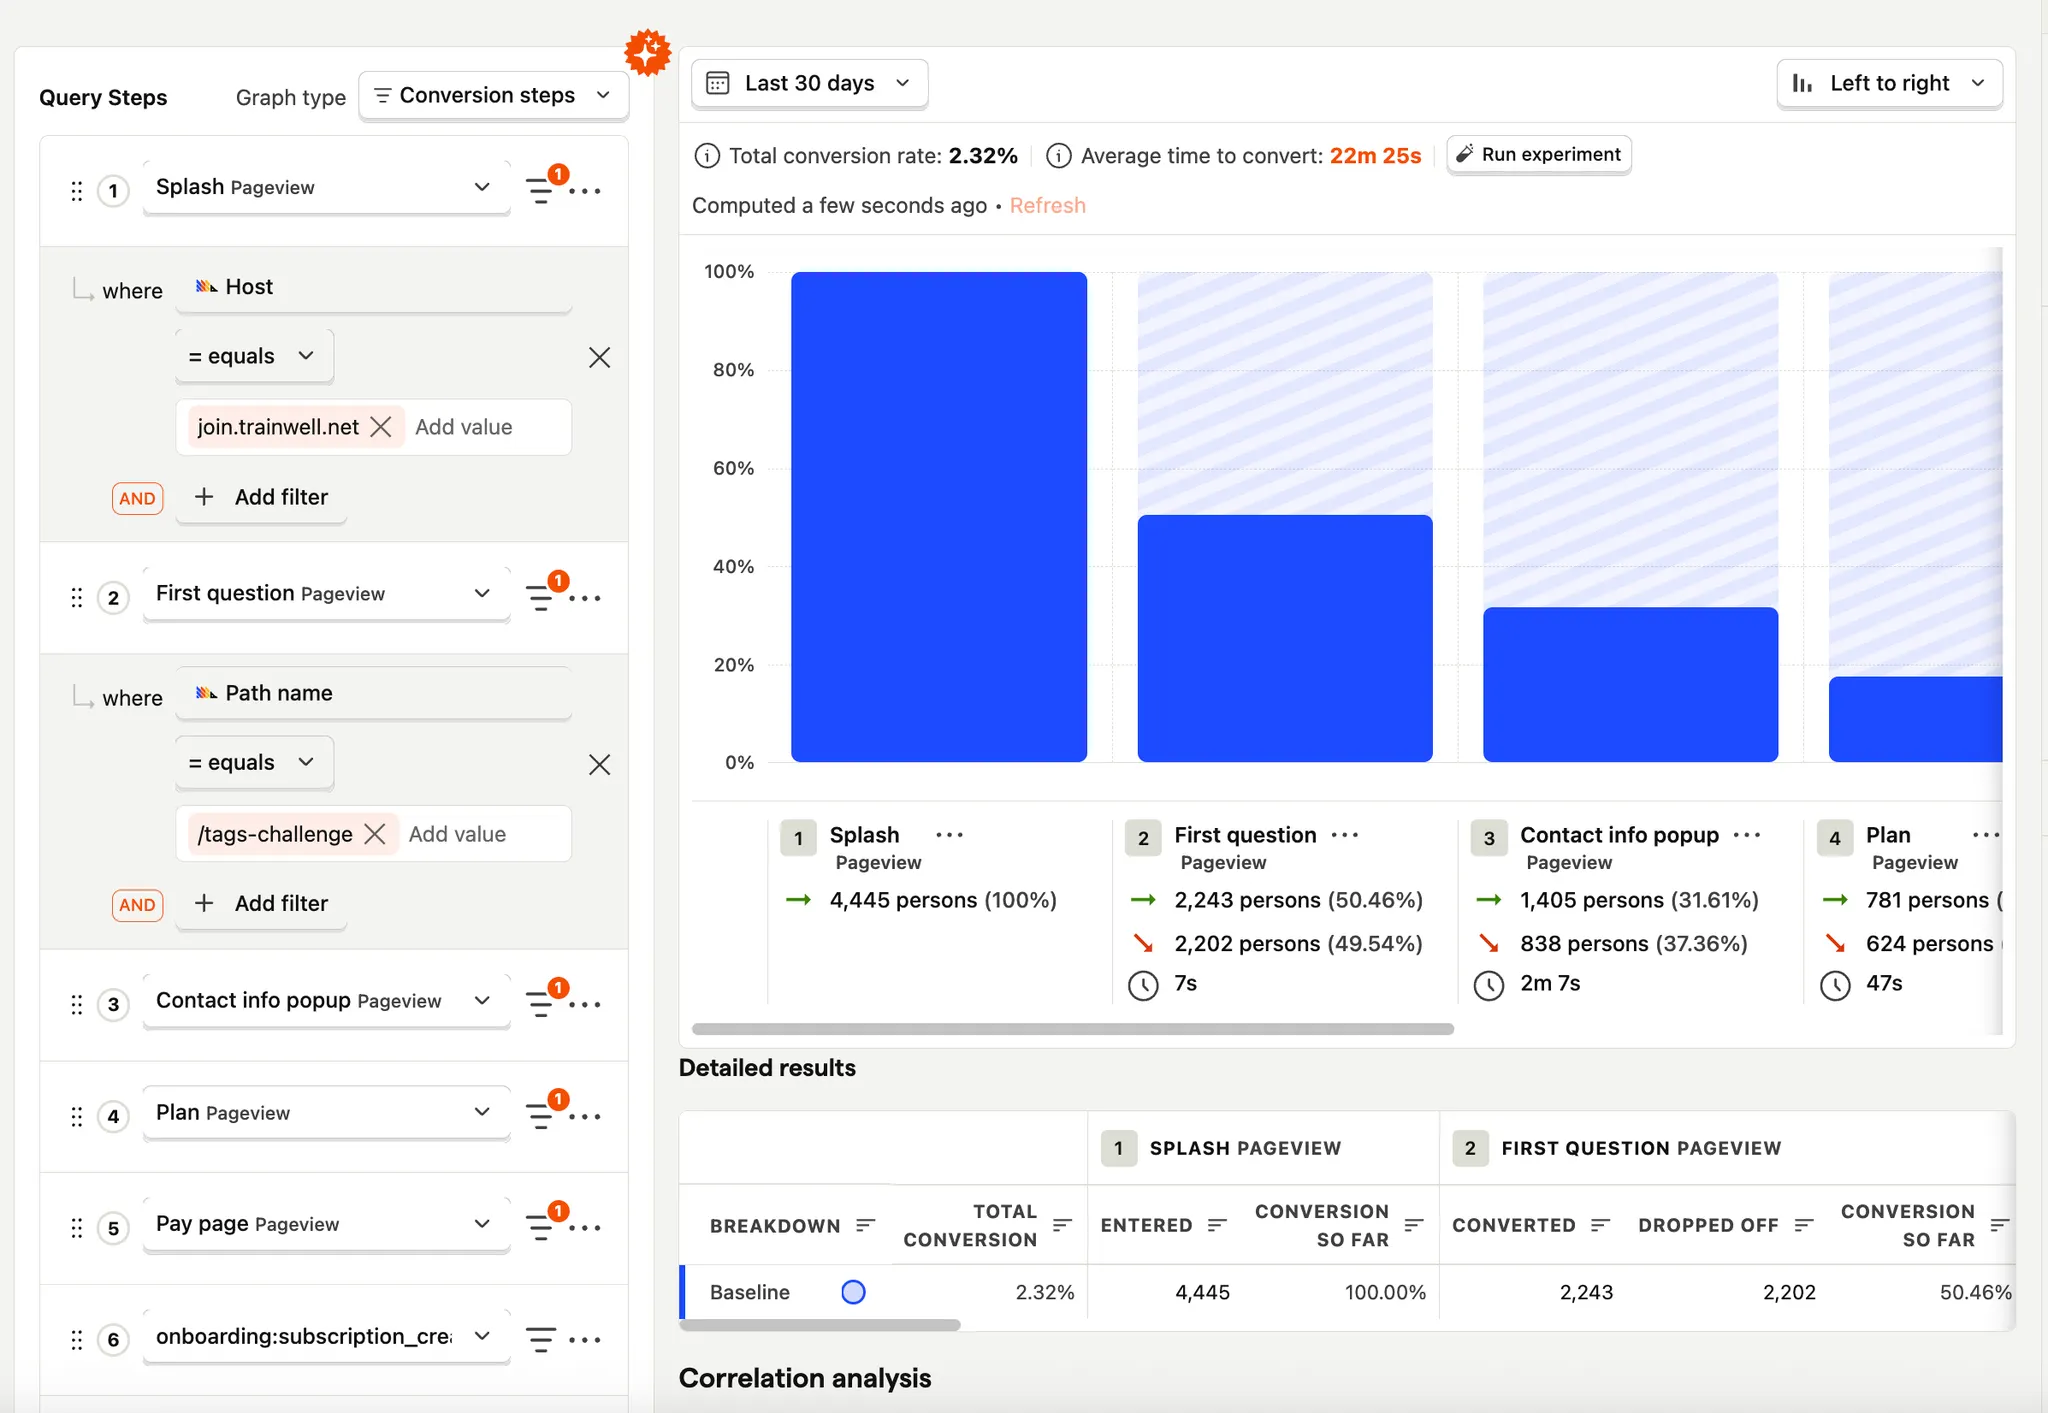 Query Steps
Graph type
Conversion steps
1
Splash Pageview
1
where
Host
= equals
join.trainwell.net
Add value
AND
Add filter
2
First question Pageview
1
where
Path name
= equals
/tags-challenge
Add value
AND
Add filter
3
Contact info popup Pageview
1
4
Plan Pageview
1
5
Pay page Pageview
1
6
onboarding:subscription_cre
Last 30 days
Left to right
Total conversion rate: 2.32%
Average time to convert: 22m 25s
Run experiment
Computed a few seconds ago • Refresh
100%
80%
60%
40%
20%
0%
1
Splash
Pageview
4,445 persons (100%)
2
First question
Pageview
2,243 persons (50.46%)
2,202 persons (49.54%)
7s
3
Contact info popup
Pageview
1,405 persons (31.61%)
838 persons (37.36%)
2m 7s
4
Plan
Pageview
781 persons (
624 persons (
47s
Detailed results
1 SPLASH PAGEVIEW
2 FIRST QUESTION PAGEVIEW
BREAKDOWN
TOTAL
CONVERSION
ENTERED
CONVERSION
SO FAR
CONVERTED
DROPPED OFF
CONVERSION
SO FAR
Baseline
2.32%
4,445
100.00%
2,243
2,202
50.46%
Correlation analysis